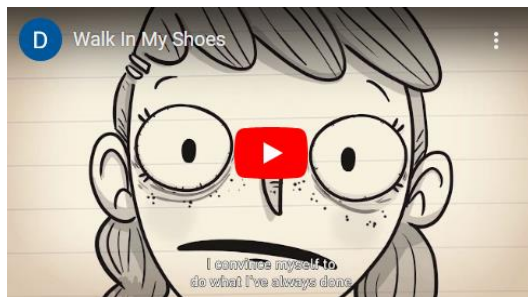 D
Walk In My Shoes
I convince myself to
do what I've always done